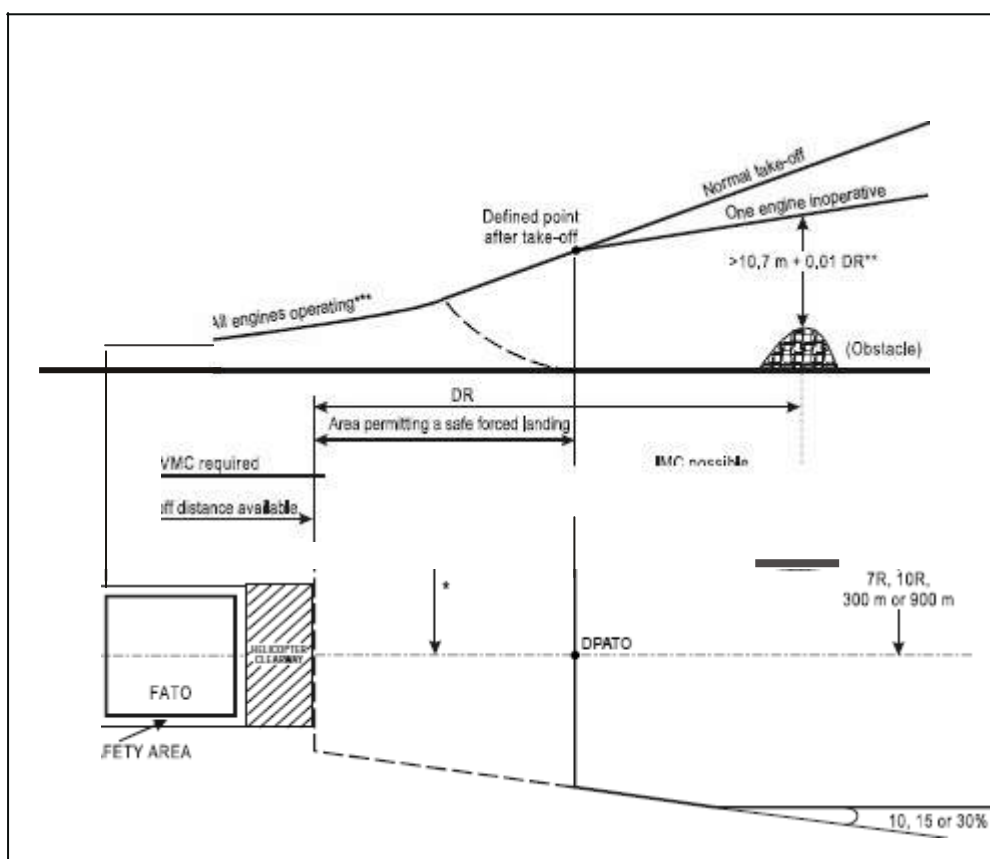 Normal take-off
One engine inoperative
Defined point
after take-off
>10,7 m + 0,01 DR**
All engines operating***
(Obstacle)
DR
Area permitting a safe forced landing
VMC required
IMC possible
off distance available
*
7R, 10R,
300 m or 900 m
HELICOPTER
CLEARWAY
DPATO
FATO
AFETY AREA
10, 15 or 30%